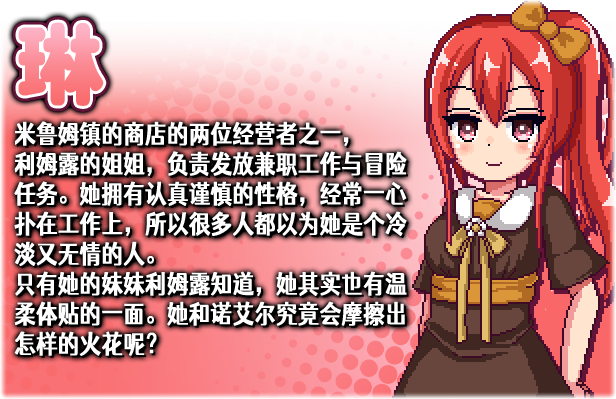 琳
米鲁姆镇的商店的两位经营者之一，
利姆露的姐姐，负责发放兼职工作与冒险
任务。她拥有认真谨慎的性格，经常一心
扑在工作上，所以很多人都以为她是个冷
淡又无情的人。
只有她的妹妹利姆露知道，她其实也有温
柔体贴的一面。她和诺艾尔究竟会摩擦出
怎样的火花呢？